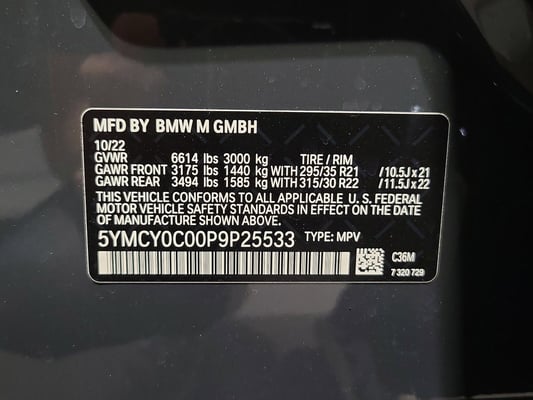 MFD BY BMW M GMBH
10/22
GVWR 6614 lbs 3000 kg TIRE / RIM
GAWR FRONT 3175 lbs 1440 kg WITH 295/35 R21 /10.5J x 21
GAWR REAR 3494 lbs 1585 kg WITH 315/30 R22 /11.5J x 22
THIS VEHICLE CONFORMS TO ALL APPLICABLE U. S. FEDERAL
MOTOR VEHICLE SAFETY STANDARDS IN EFFECT ON THE DATE OF
MANUFACTURE SHOWN ABOVE.
5YMCY0C00P9P25533 TYPE: MPV
C36M
7 320 729